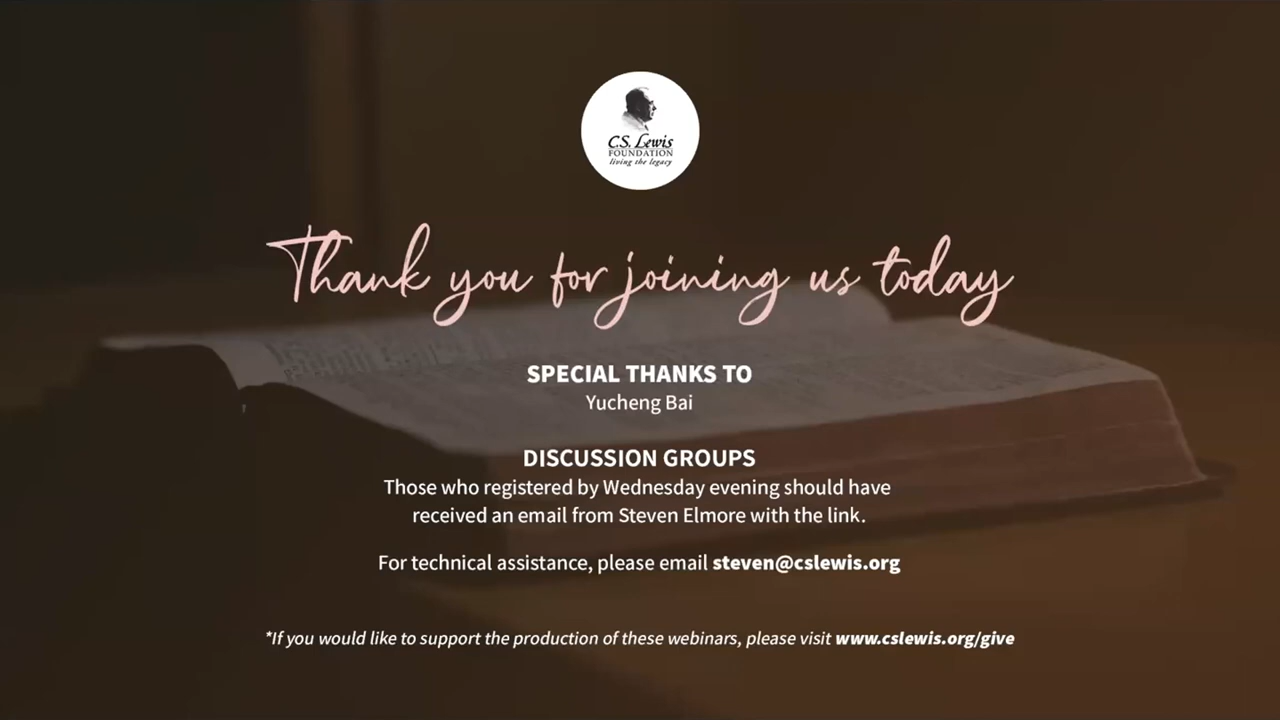 C.S. Lewis
FOUNDATION
living the legacy
Thank you for joining us today
SPECIAL THANKS TO
Yucheng Bai
DISCUSSION GROUPS
Those who registered by Wednesday evening should have
received an email from Steven Elmore with the link.
For technical assistance, please email steven@cslewis.org
*If you would like to support the production of these webinars, please visit www.cslewis.org/give